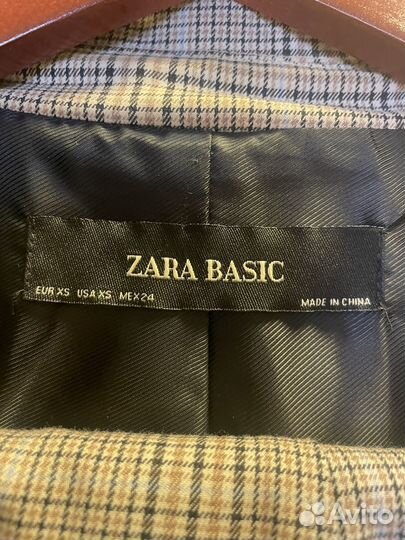 ZARA BASIC
EUR XS USA XS MEX 24 MADE IN CHINA
Avito